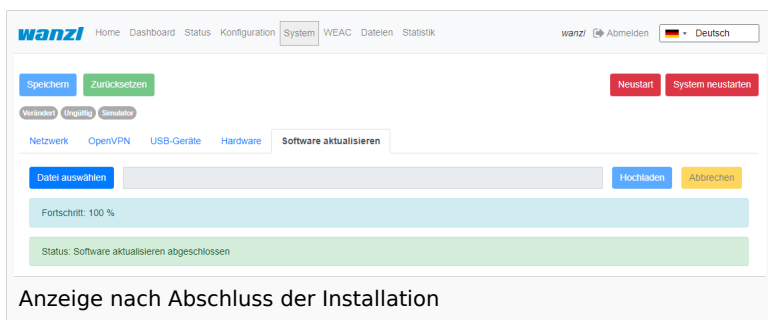 wanzl Home Dashboard Status Konfiguration System WEAC Dateien Statistik wanzl Abmelden Deutsch
Speichern Zurücksetzen Neustart System neustarten
Verändert Ungültig Simulator
Netzwerk OpenVPN USB-Geräte Hardware Software aktualisieren
Datei auswählen Hochladen Abbrechen
Fortschritt: 100 %
Status: Software aktualisieren abgeschlossen
Anzeige nach Abschluss der Installation